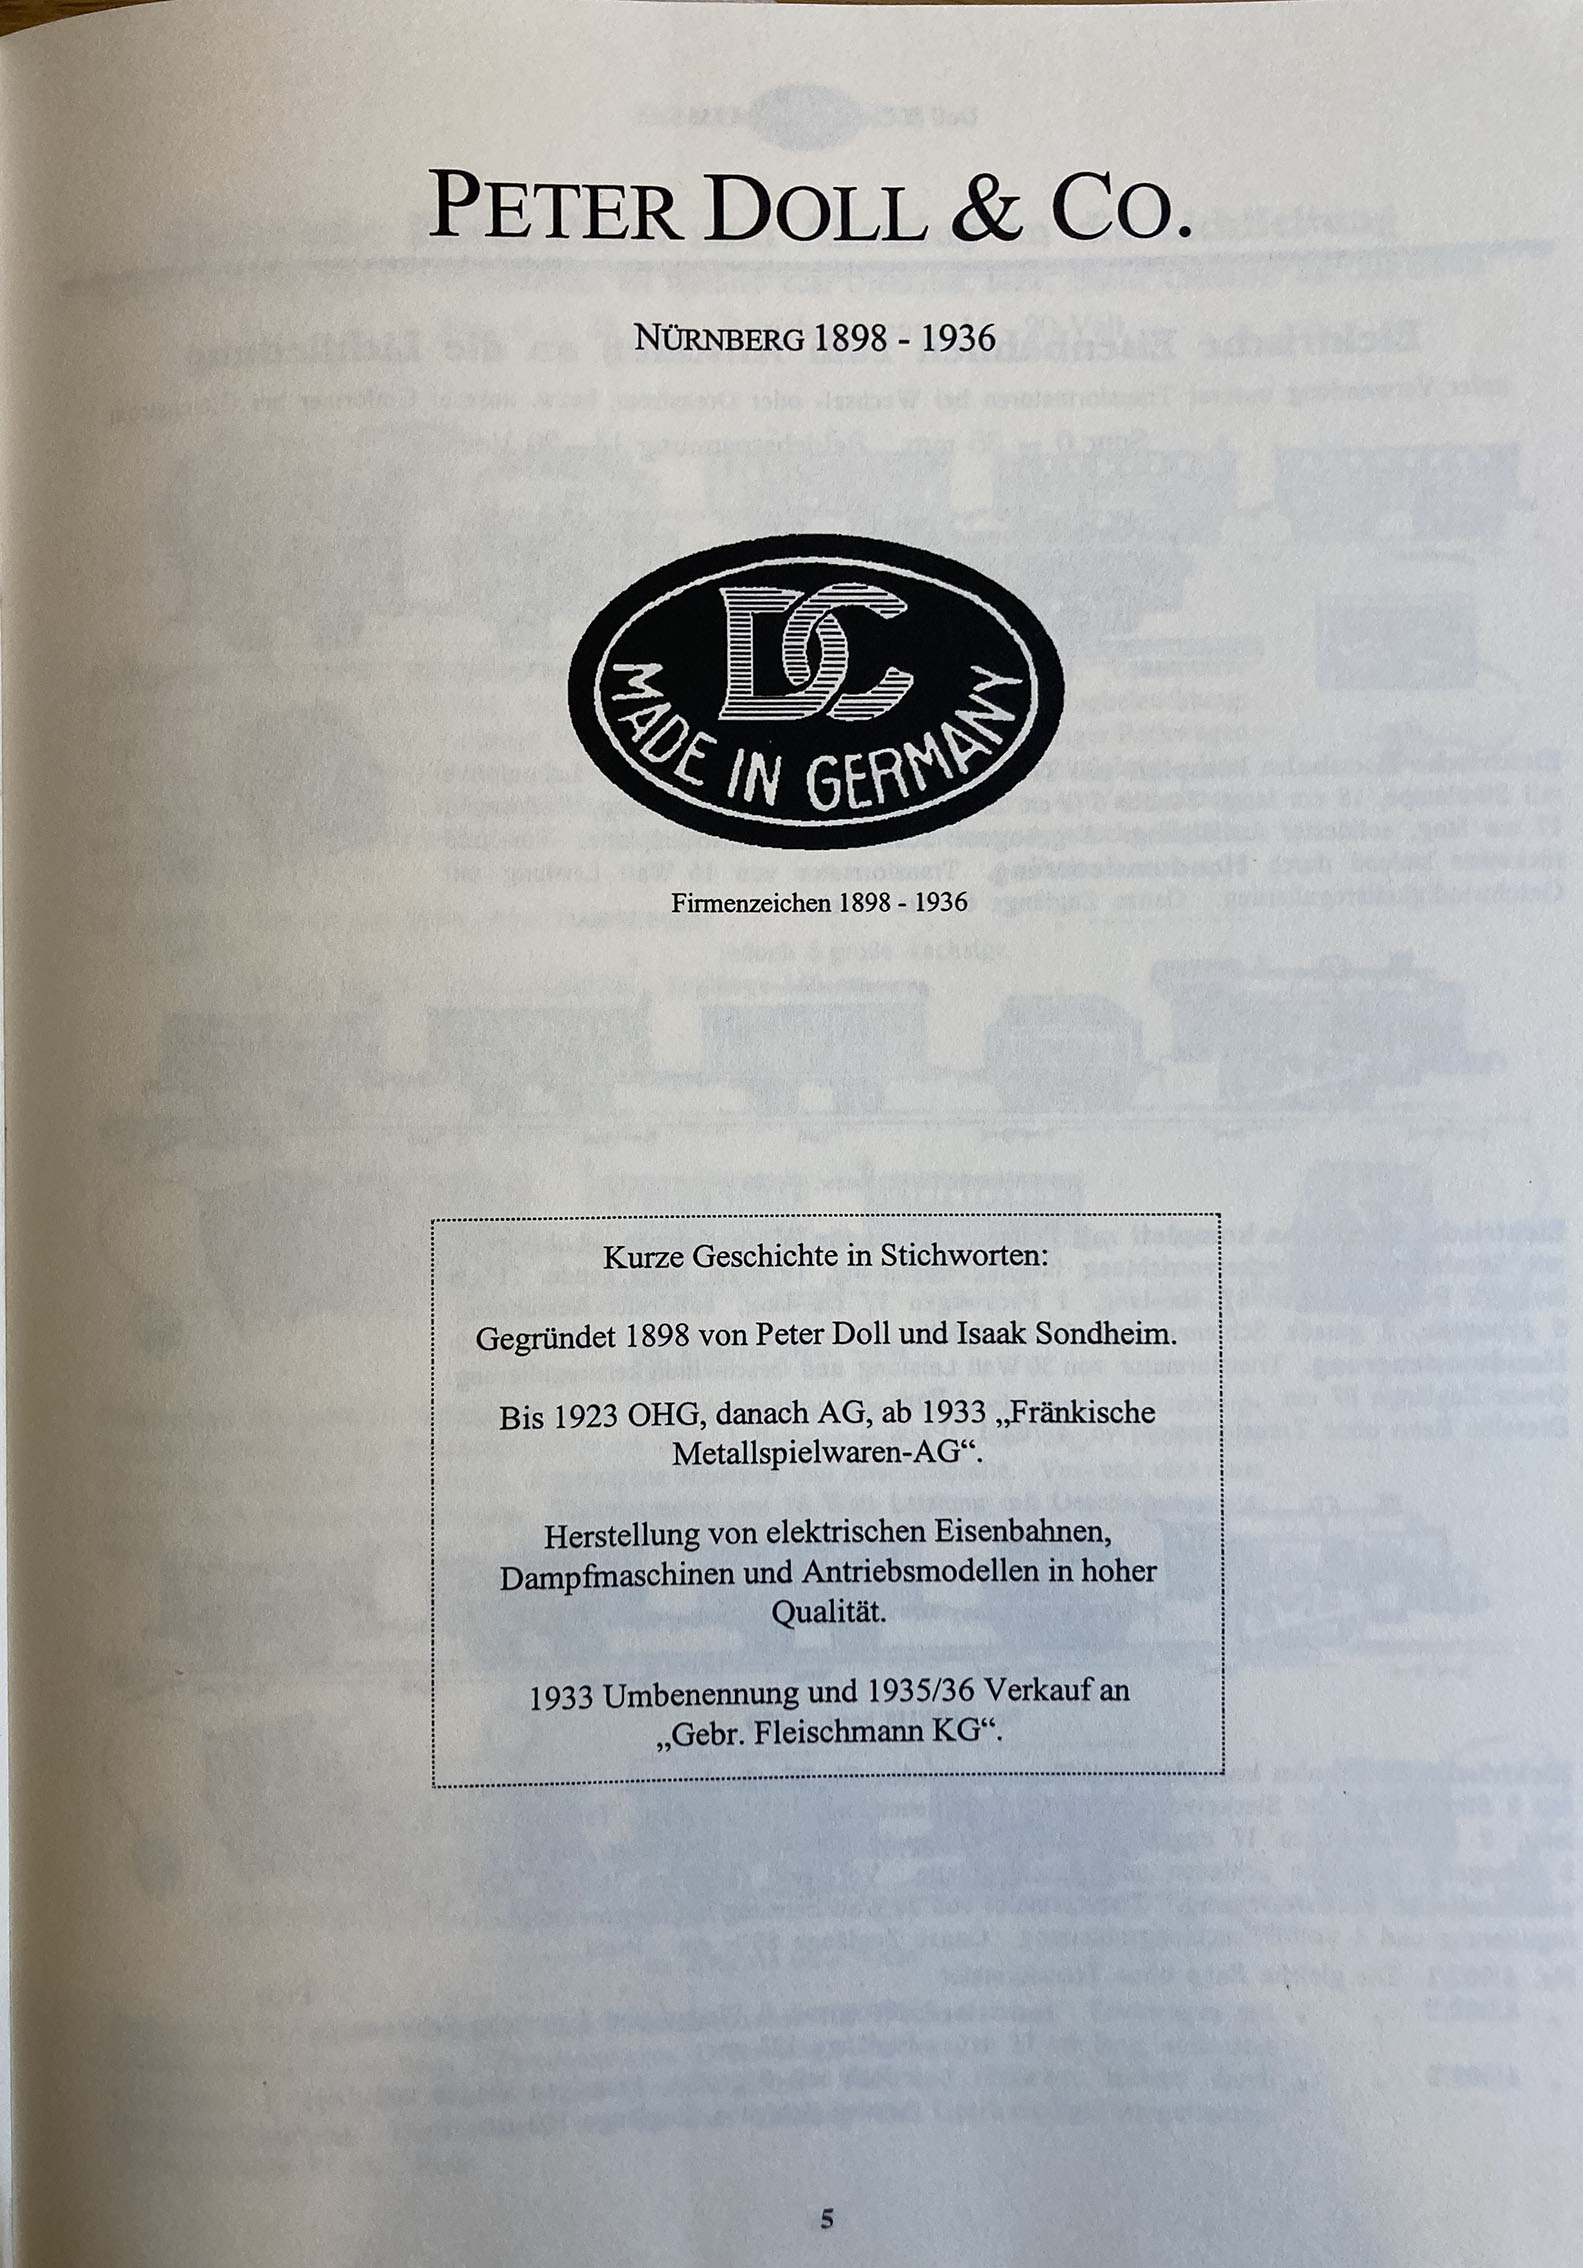 PETER DOLL & CO.
NÜRNBERG 1898 - 1936
DC
MADE IN GERMANY
Firmenzeichen 1898 - 1936
Kurze Geschichte in Stichworten:
Gegründet 1898 von Peter Doll und Isaak Sondheim.
Bis 1923 OHG, danach AG, ab 1933 „Fränkische
Metallspielwaren-AG“.
Herstellung von elektrischen Eisenbahnen,
Dampfmaschinen und Antriebsmodellen in hoher
Qualität.
1933 Umbenennung und 1935/36 Verkauf an
„Gebr. Fleischmann KG“.
5